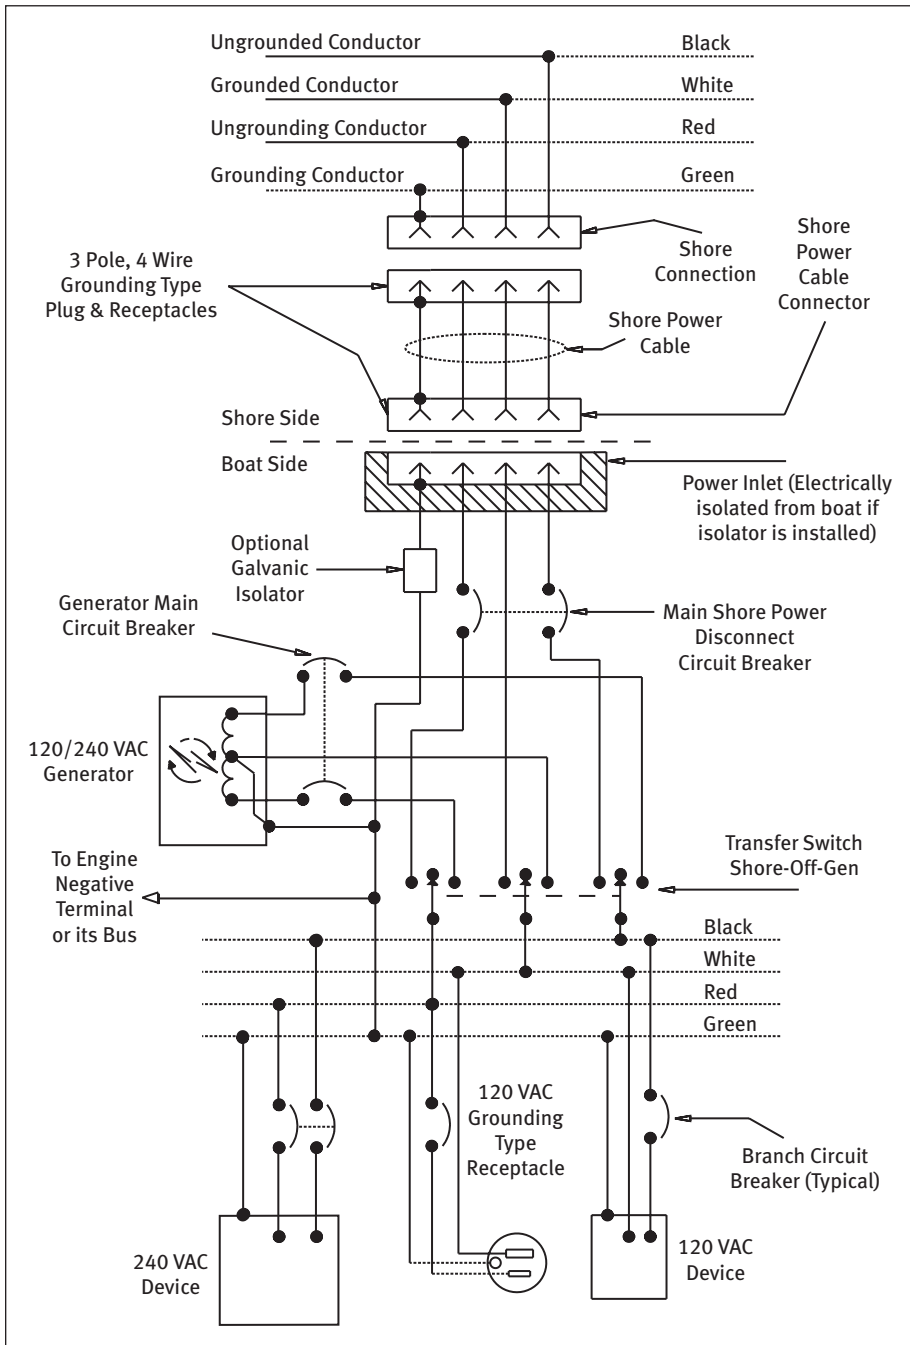 Ungrounded Conductor
Black
Grounded Conductor
White
Ungrounding Conductor
Red
Grounding Conductor
Green
3 Pole, 4 Wire
Grounding Type
Plug & Receptacles
Shore
Connection
Shore
Power
Cable
Connector
Shore Power
Cable
Shore Side
Boat Side
Power Inlet (Electrically
isolated from boat if
isolator is installed)
Optional
Galvanic
Isolator
Generator Main
Circuit Breaker
Main Shore Power
Disconnect
Circuit Breaker
120/240 VAC
Generator
Transfer Switch
Shore-Off-Gen
To Engine
Negative
Terminal
or its Bus
Black
White
Red
Green
120 VAC
Grounding
Type
Receptacle
Branch Circuit
Breaker (Typical)
240 VAC
Device
120 VAC
Device